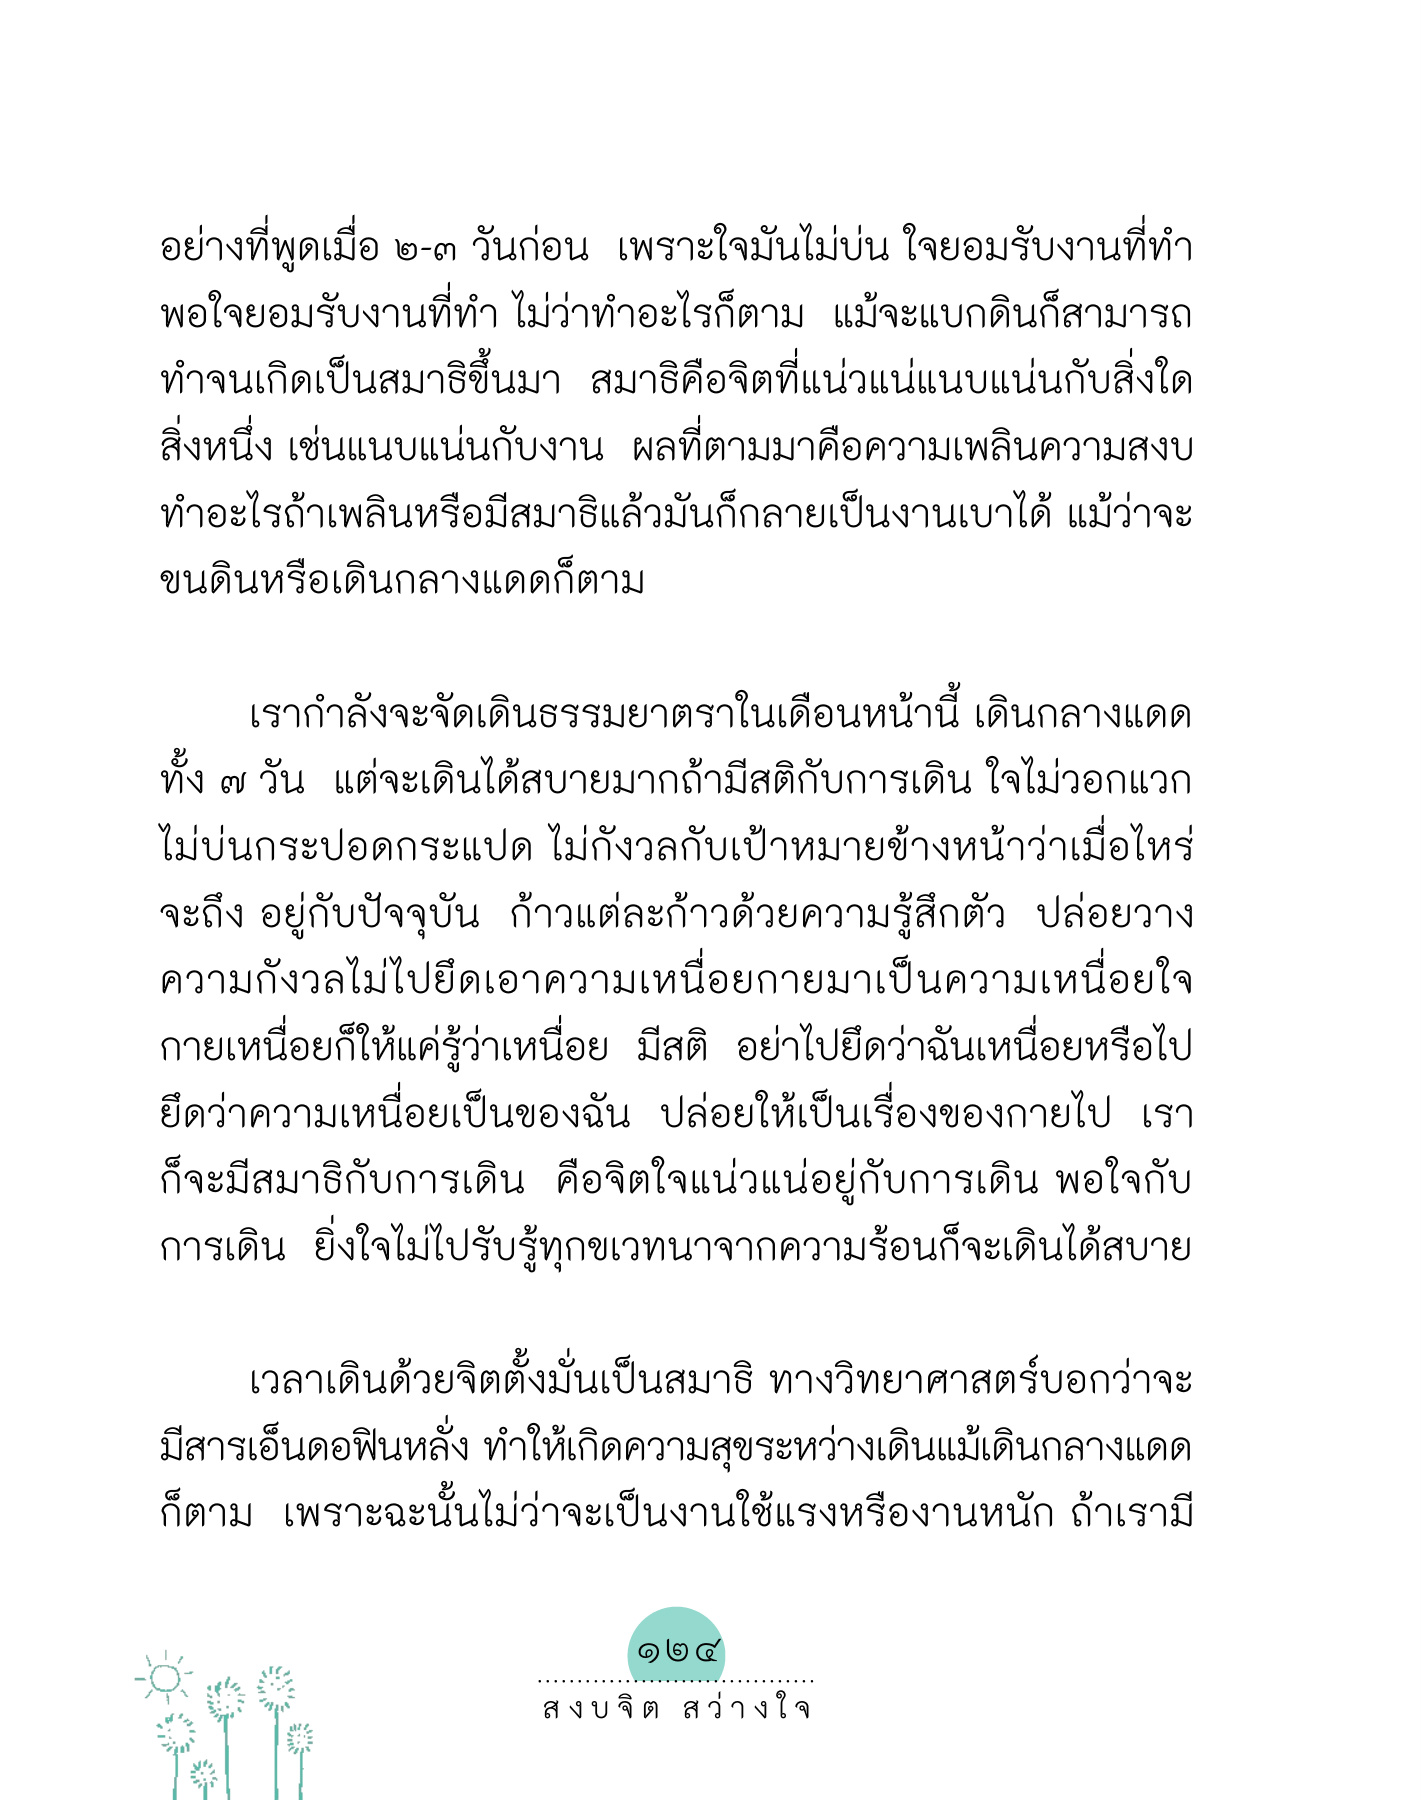 อย่างที่พูดเมื่อ ๒-๓ วันก่อน เพราะใจมันไม่บ่น ใจยอมรับงานที่ทำ
พอใจยอมรับงานที่ทำ ไม่ว่าทำอะไรก็ตาม แม้จะแบกดินก็สามารถ
ทำจนเกิดเป็นสมาธิขึ้นมา สมาธิคือจิตที่แน่วแน่แนบแน่นกับสิ่งใด
สิ่งหนึ่ง เช่นแนบแน่นกับงาน ผลที่ตามมาคือความเพลินความสงบ
ทำอะไรถ้าเพลินหรือมีสมาธิแล้วมันก็กลายเป็นงานเบาได้ แม้ว่าจะ
ขนดินหรือเดินกลางแดดก็ตาม
เรากำลังจะจัดเดินธรรมยาตราในเดือนหน้านี้ เดินกลางแดด
ทั้ง ๗ วัน แต่จะเดินได้สบายมากถ้ามีสติกับการเดิน ใจไม่วอกแวก
ไม่บ่นกระปอดกระแปด ไม่กังวลกับเป้าหมายข้างหน้าว่าเมื่อไหร่
จะถึง อยู่กับปัจจุบัน ก้าวแต่ละก้าวด้วยความรู้สึกตัว ปล่อยวาง
ความกังวลไม่ไปยึดเอาความเหนื่อยกายมาเป็นความเหนื่อยใจ
กายเหนื่อยก็ให้แค่รู้ว่าเหนื่อย มีสติ อย่าไปยึดว่าฉันเหนื่อยหรือไป
ยึดว่าความเหนื่อยเป็นของฉัน ปล่อยให้เป็นเรื่องของกายไป เรา
ก็จะมีสมาธิกับการเดิน คือจิตใจแน่วแน่อยู่กับการเดิน พอใจกับ
การเดิน ยิ่งใจไม่ไปรับรู้ทุกขเวทนาจากความร้อนก็จะเดินได้สบาย
เวลาเดินด้วยจิตตั้งมั่นเป็นสมาธิ ทางวิทยาศาสตร์บอกว่าจะ
มีสารเอ็นดอฟินหลั่ง ทำให้เกิดความสุขระหว่างเดินแม้เดินกลางแดด
ก็ตาม เพราะฉะนั้นไม่ว่าจะเป็นงานใช้แรงหรืองานหนัก ถ้าเรามี
๑๒๔
สงบจิต สว่างใจ